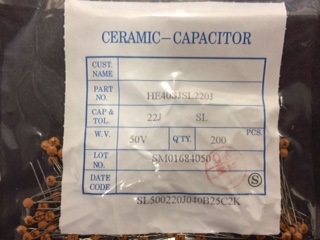 CERAMIC-CAPACITOR
CUST. NAME
PART NO. HE40SJSL220J
CAP & TOL. 22J SL
W.V. 50V Q'TY. 200 PCS.
LOT NO. SM01684050
DATE CODE S
SL500220J040B25C2K